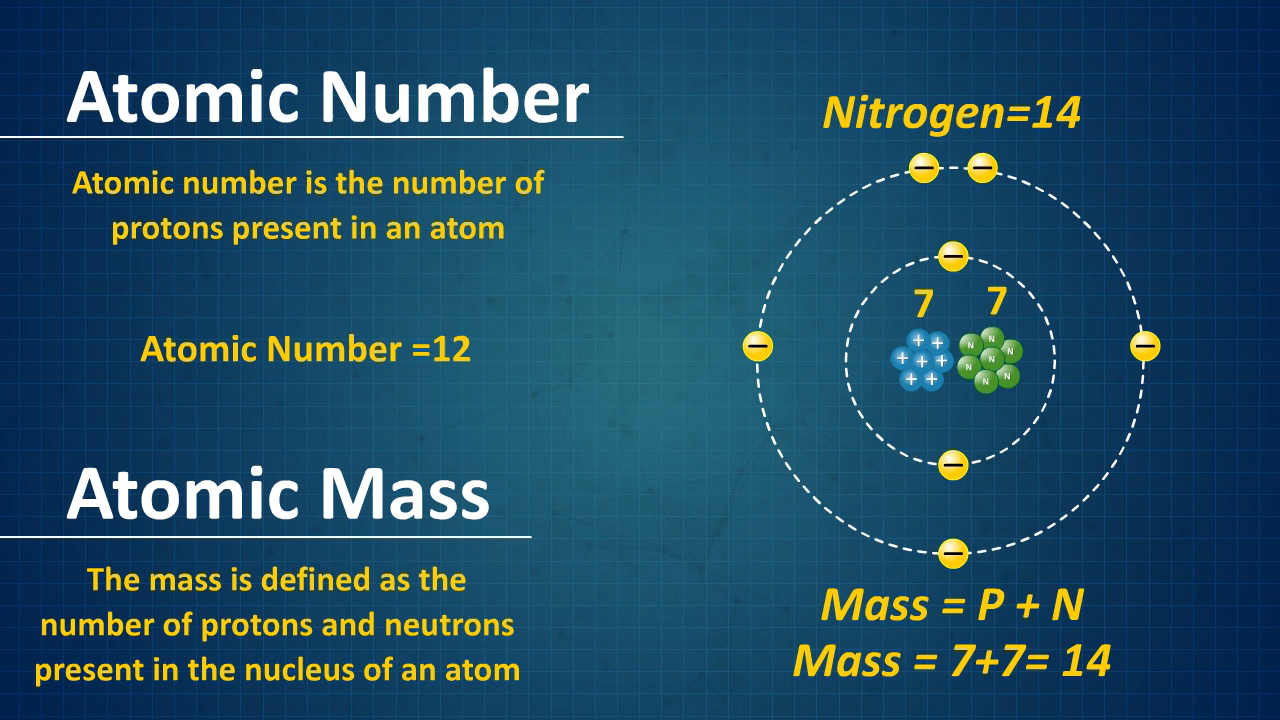 Atomic Number
Atomic number is the number of
protons present in an atom
Atomic Number =12
Atomic Mass
The mass is defined as the
number of protons and neutrons
present in the nucleus of an atom
Nitrogen=14
− −
−
7 7
− −
+ + + + + + +
N N N N N N N
−
−
Mass = P + N
Mass = 7+7= 14